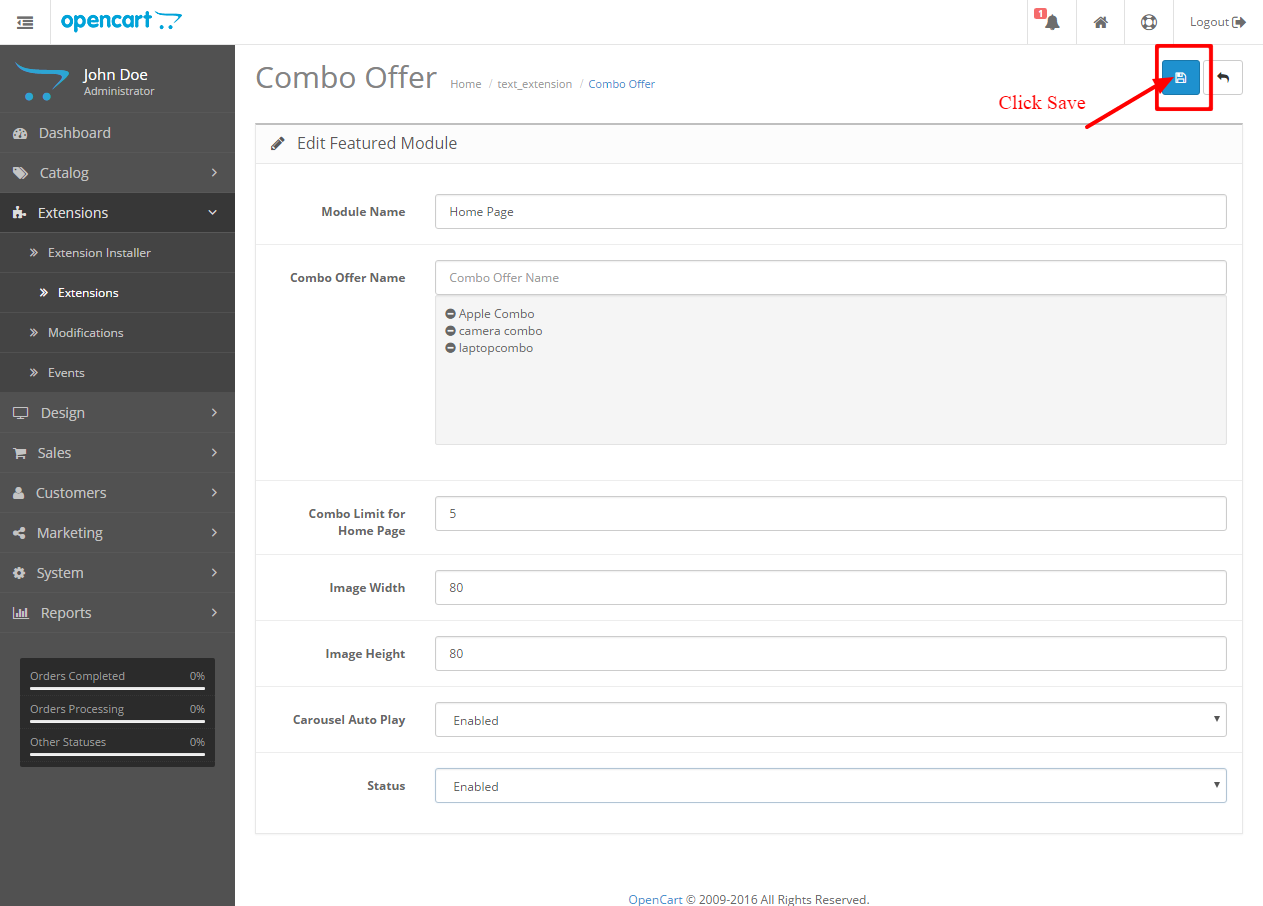 opencart
1
Logout
John Doe
Administrator
Dashboard
Catalog
Extensions
Extension Installer
Extensions
Modifications
Events
Design
Sales
Customers
Marketing
System
Reports
Orders Completed 0%
Orders Processing 0%
Other Statuses 0%
Combo Offer
Home / text_extension / Combo Offer
Click Save
Edit Featured Module
Module Name
Home Page
Combo Offer Name
Combo Offer Name
Apple Combo
camera combo
laptopcombo
Combo Limit for
Home Page
5
Image Width
80
Image Height
80
Carousel Auto Play
Enabled
Status
Enabled
OpenCart © 2009-2016 All Rights Reserved.